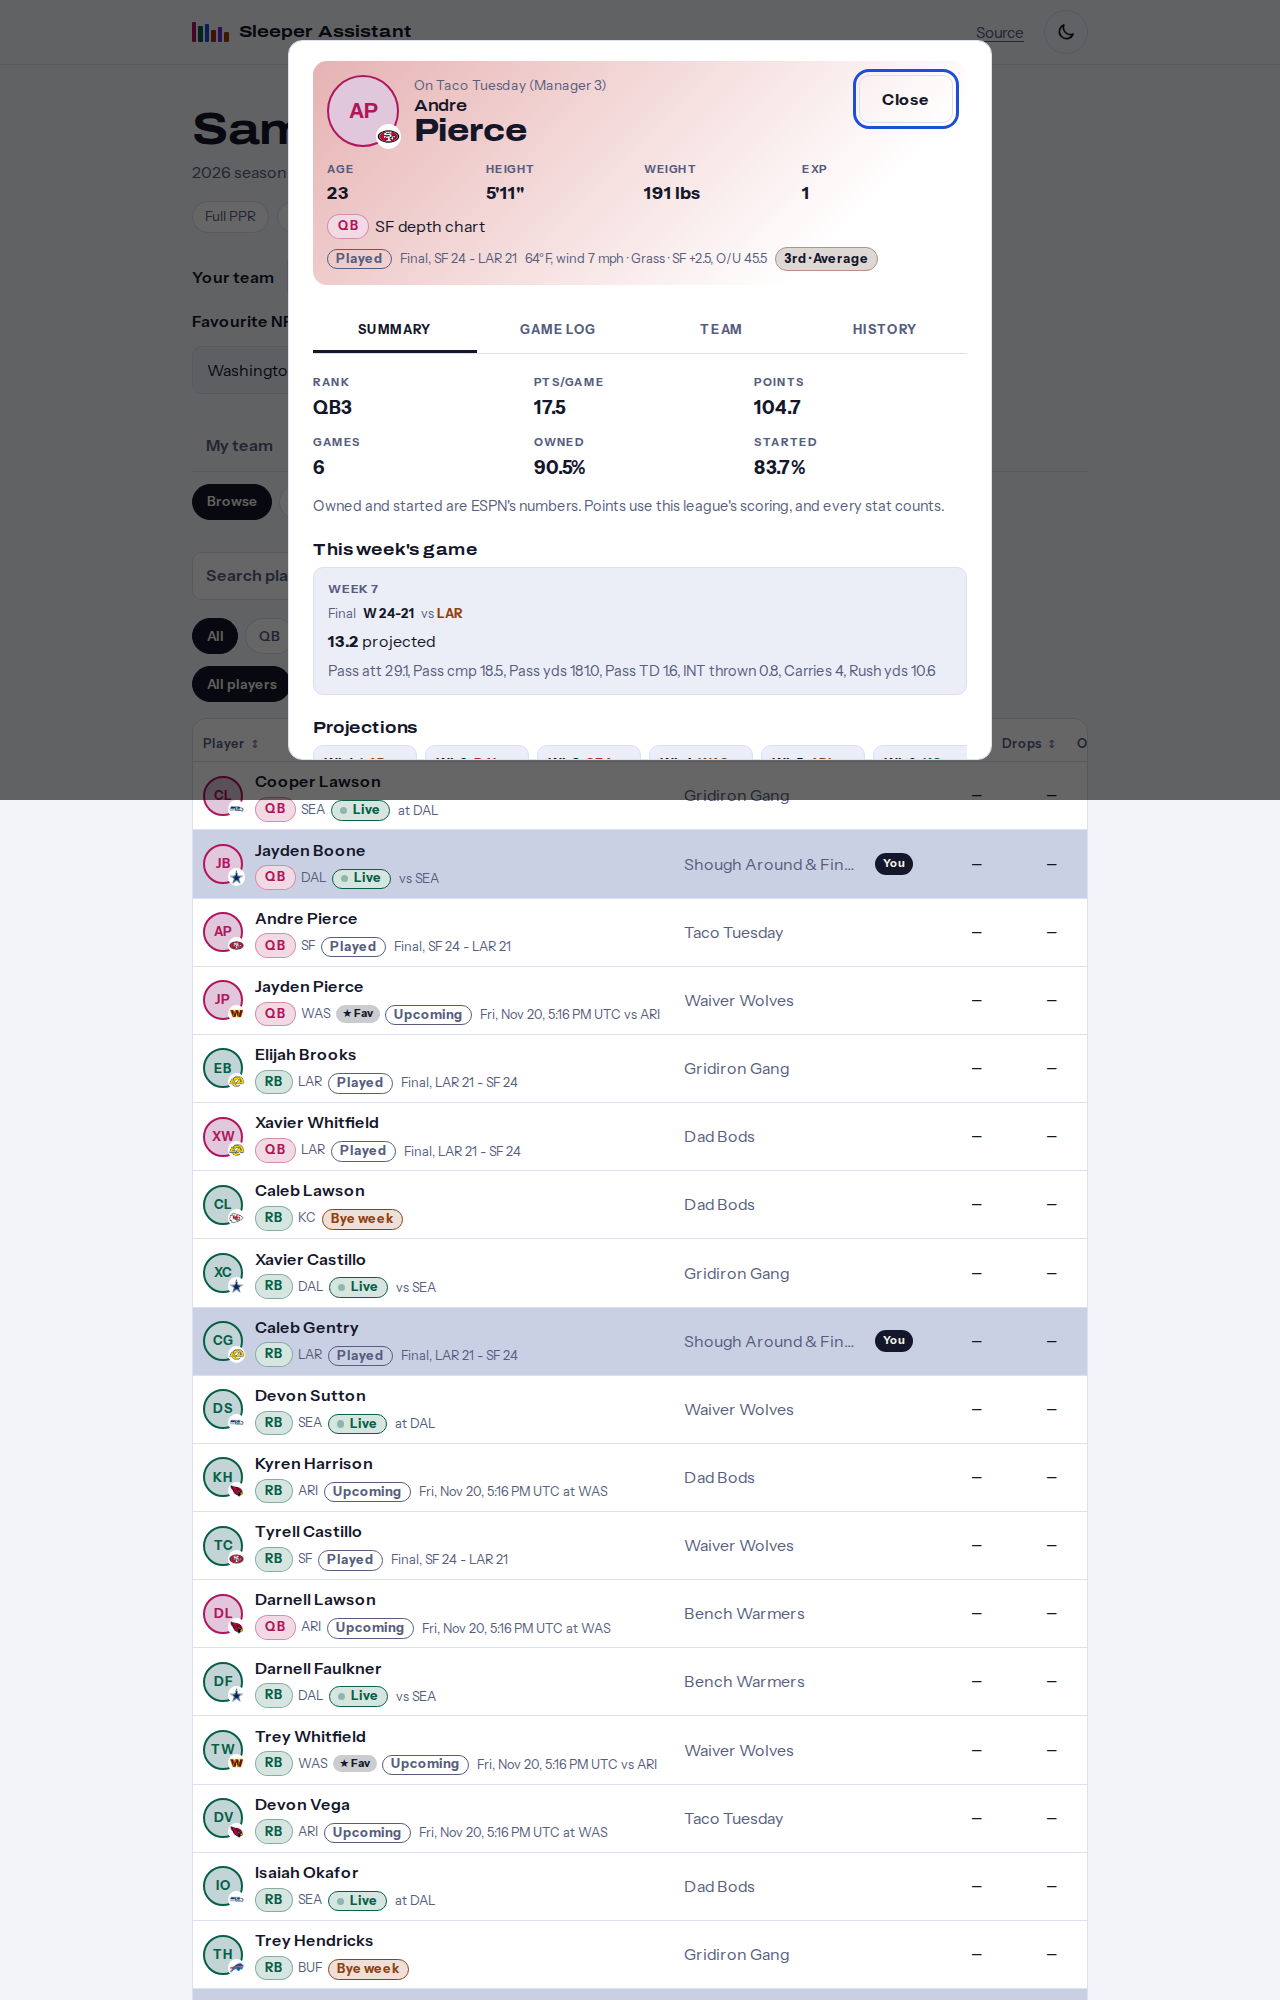 Sleeper Assistant
Source
Sam
2026 season
Full PPR
Your team
Favourite NF
Washingto
My team
Browse
Search pla
All QB
All players
On Taco Tuesday (Manager 3)
AP
Andre
Pierce
Close
AGE HEIGHT WEIGHT EXP
23 5'11" 191 lbs 1
QB SF depth chart
Played Final, SF 24 - LAR 21 64°F, wind 7 mph · Grass · SF +2.5, O/U 45.5 3rd · Average
SUMMARY GAME LOG TEAM HISTORY
RANK PTS/GAME POINTS
QB3 17.5 104.7
GAMES OWNED STARTED
6 90.5% 83.7%
Owned and started are ESPN's numbers. Points use this league's scoring, and every stat counts.
This week's game
WEEK 7
Final W 24-21 vs LAR
13.2 projected
Pass att 29.1, Pass cmp 18.5, Pass yds 181.0, Pass TD 1.6, INT thrown 0.8, Carries 4, Rush yds 10.6
Projections
Player ↕ Drops ↕ O
CL Cooper Lawson Gridiron Gang – –
QB SEA Live at DAL
JB Jayden Boone Shough Around & Fin... You – –
QB DAL Live vs SEA
AP Andre Pierce Taco Tuesday – –
QB SF Played Final, SF 24 - LAR 21
JP Jayden Pierce Waiver Wolves – –
QB WAS ★ Fav Upcoming Fri, Nov 20, 5:16 PM UTC vs ARI
EB Elijah Brooks Gridiron Gang – –
RB LAR Played Final, LAR 21 - SF 24
XW Xavier Whitfield Dad Bods – –
QB LAR Played Final, LAR 21 - SF 24
CL Caleb Lawson Dad Bods – –
RB KC Bye week
XC Xavier Castillo Gridiron Gang – –
RB DAL Live vs SEA
CG Caleb Gentry Shough Around & Fin... You – –
RB LAR Played Final, LAR 21 - SF 24
DS Devon Sutton Waiver Wolves – –
RB SEA Live at DAL
KH Kyren Harrison Dad Bods – –
RB ARI Upcoming Fri, Nov 20, 5:16 PM UTC at WAS
TC Tyrell Castillo Waiver Wolves – –
RB SF Played Final, SF 24 - LAR 21
DL Darnell Lawson Bench Warmers – –
QB ARI Upcoming Fri, Nov 20, 5:16 PM UTC at WAS
DF Darnell Faulkner Bench Warmers – –
RB DAL Live vs SEA
TW Trey Whitfield Waiver Wolves – –
RB WAS ★ Fav Upcoming Fri, Nov 20, 5:16 PM UTC vs ARI
DV Devon Vega Taco Tuesday – –
RB ARI Upcoming Fri, Nov 20, 5:16 PM UTC at WAS
IO Isaiah Okafor Dad Bods – –
RB SEA Live at DAL
TH Trey Hendricks Gridiron Gang – –
RB BUF Bye week